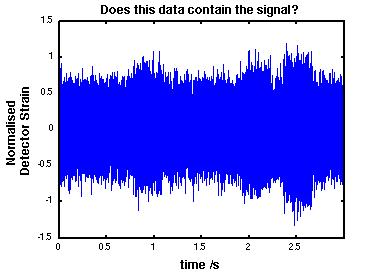 Does this data contain the signal?
1.5
1
0.5
0
-0.5
-1
-1.5
Normalised
Detector Strain
0 0.5 1 1.5 2 2.5
time /s